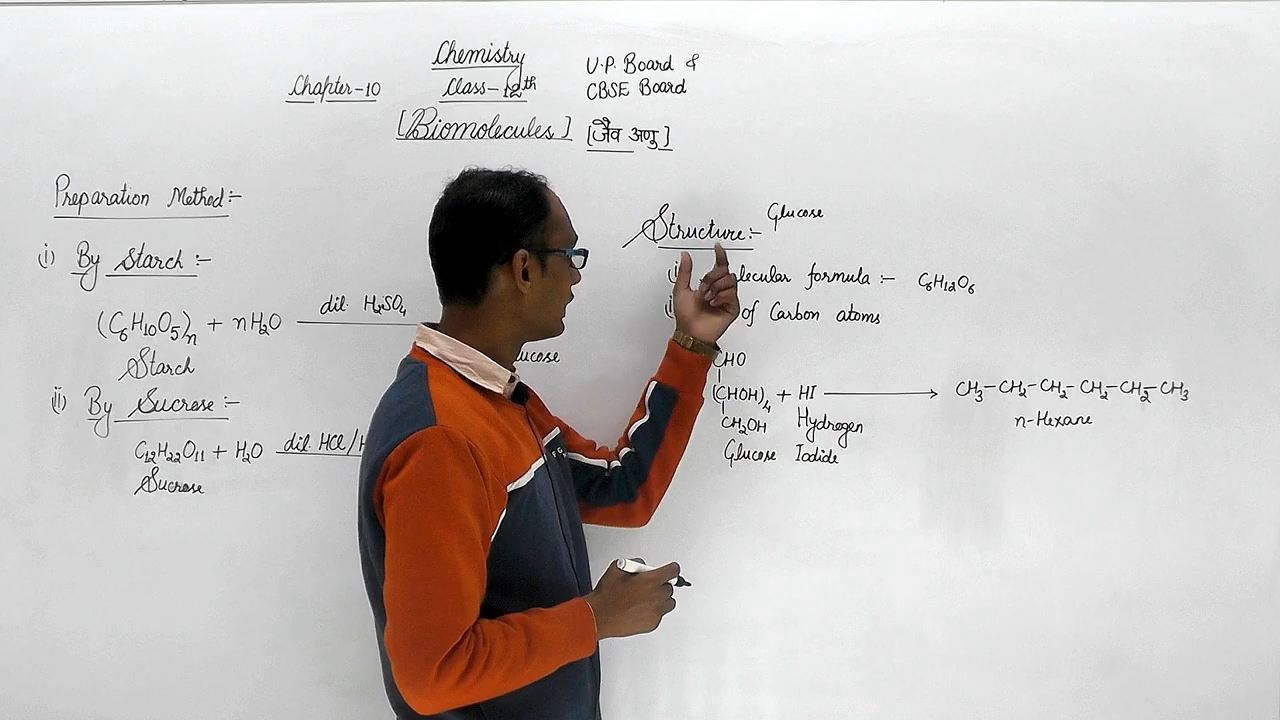 Chemistry
Chapter-10 Class-12th U.P. Board &
CBSE Board
[Biomolecules] [जैव अणु]
Preparation Method:-
i) By Starch :-
(C6H10O5)n + nH2O dil. H2SO4
Starch
ii) By Sucrose :-
C12H22O11 + H2O dil HCl/H
Sucrose
Structure:- Glucose
lecular formula :- C6H12O6
of Carbon atoms
CHO
(CHOH)4 + HI ⟶ CH3-CH2-CH2-CH2-CH2-CH3
CH2OH Hydrogen n-Hexane
Glucose Iodide